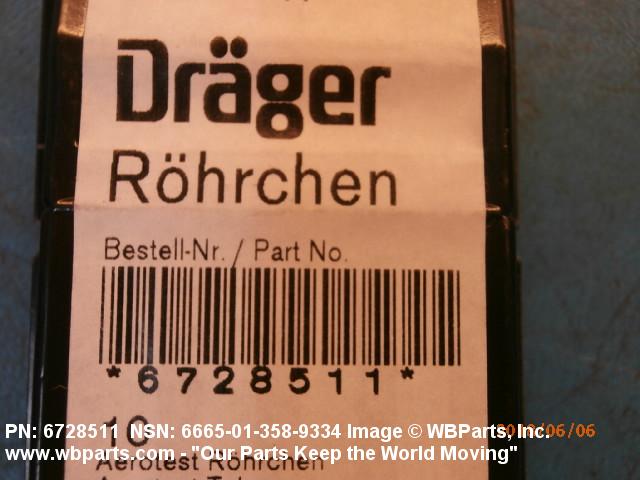 Dräger
Röhrchen
Bestell-Nr. / Part No.
*6728511*
10
PN: 6728511 NSN: 6665-01-358-9334 Image © WBParts, Inc.
www.wbparts.com - "Our Parts Keep the World Moving"
Aerotest Röhrchen